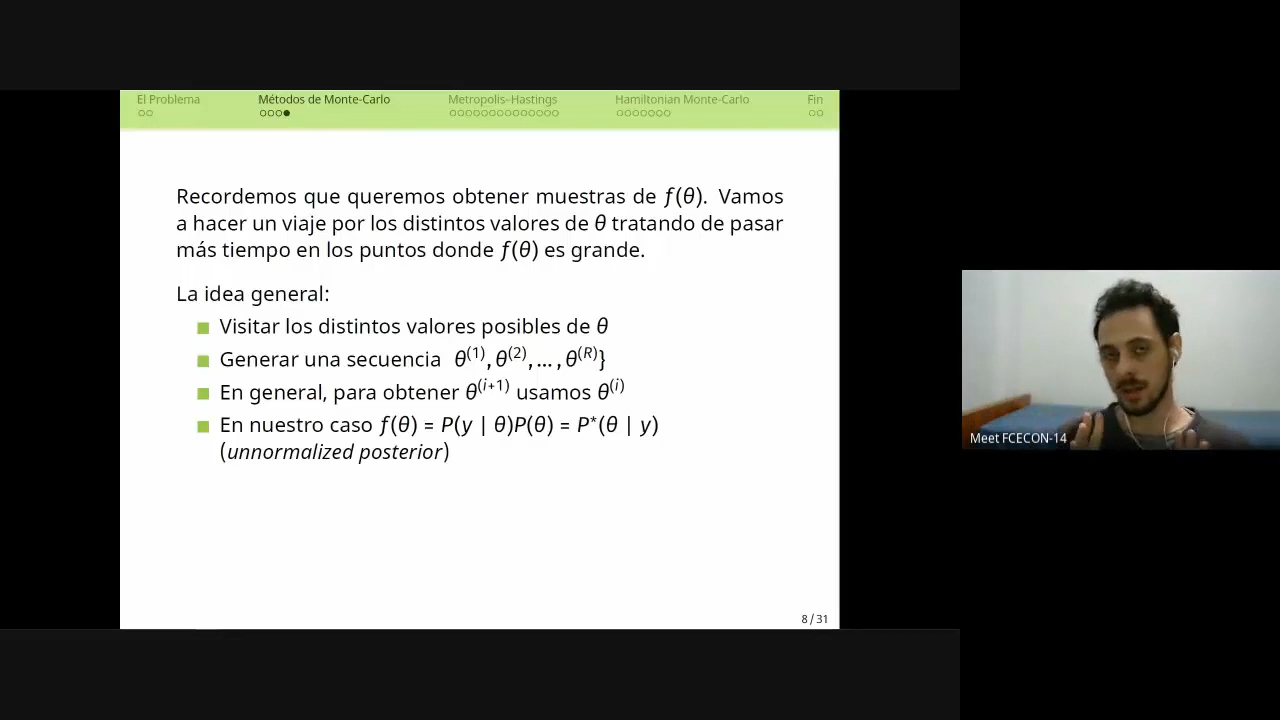 El Problema Métodos de Monte-Carlo Metropolis–Hastings Hamiltonian Monte-Carlo Fin
Recordemos que queremos obtener muestras de f(θ). Vamos
a hacer un viaje por los distintos valores de θ tratando de pasar
más tiempo en los puntos donde f(θ) es grande.
La idea general:
Visitar los distintos valores posibles de θ
Generar una secuencia θ⁽¹⁾, θ⁽²⁾, ... , θ⁽ᴿ⁾}
En general, para obtener θ⁽ⁱ⁺¹⁾ usamos θ⁽ⁱ⁾
En nuestro caso f(θ) = P(y | θ)P(θ) = P*(θ | y)
(unnormalized posterior)
8 / 31
Meet FCECON-14